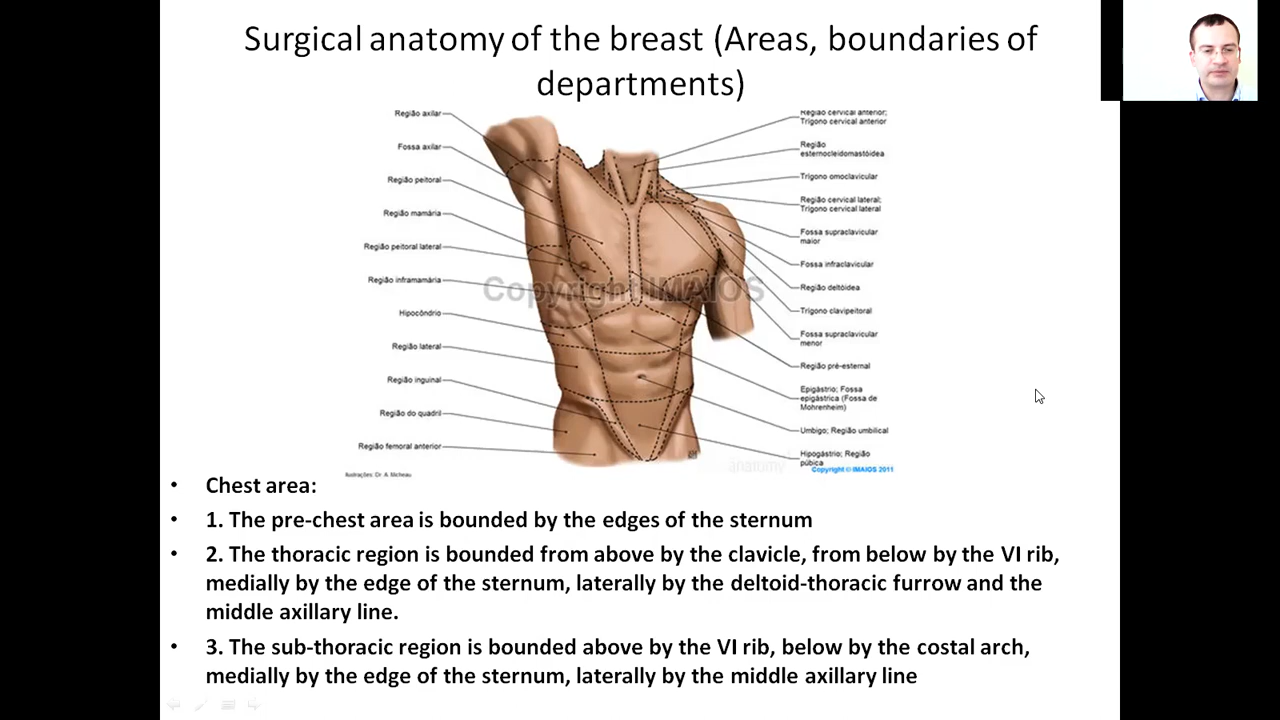 Surgical anatomy of the breast (Areas, boundaries of
departments)
Região axilar
Fossa axilar
Região peitoral
Região mamária
Região peitoral lateral
Região inframamária
Hipocôndrio
Região lateral
Região inguinal
Região do quadril
Região femoral anterior
Região cervical anterior;
Trígono cervical anterior
Região
esternocleidomastóidea
Trígono omoclavicular
Região cervical lateral;
Trígono cervical lateral
Fossa supraclavicular
maior
Fossa infraclavicular
Região deltóidea
Trígono clavipeitoral
Fossa supraclavicular
menor
Região pré-esternal
Epigástrio; Fossa
epigástrica (Fossa de
Mohrenheim)
Umbigo; Região umbilical
Hipogástrio; Região
púbica
Copyright © IMAIOS
anatomy
Ilustrações: Dr. A. Micheau
Copyright © IMAIOS 2011
• Chest area:
• 1. The pre-chest area is bounded by the edges of the sternum
• 2. The thoracic region is bounded from above by the clavicle, from below by the VI rib,
medially by the edge of the sternum, laterally by the deltoid-thoracic furrow and the
middle axillary line.
• 3. The sub-thoracic region is bounded above by the VI rib, below by the costal arch,
medially by the edge of the sternum, laterally by the middle axillary line